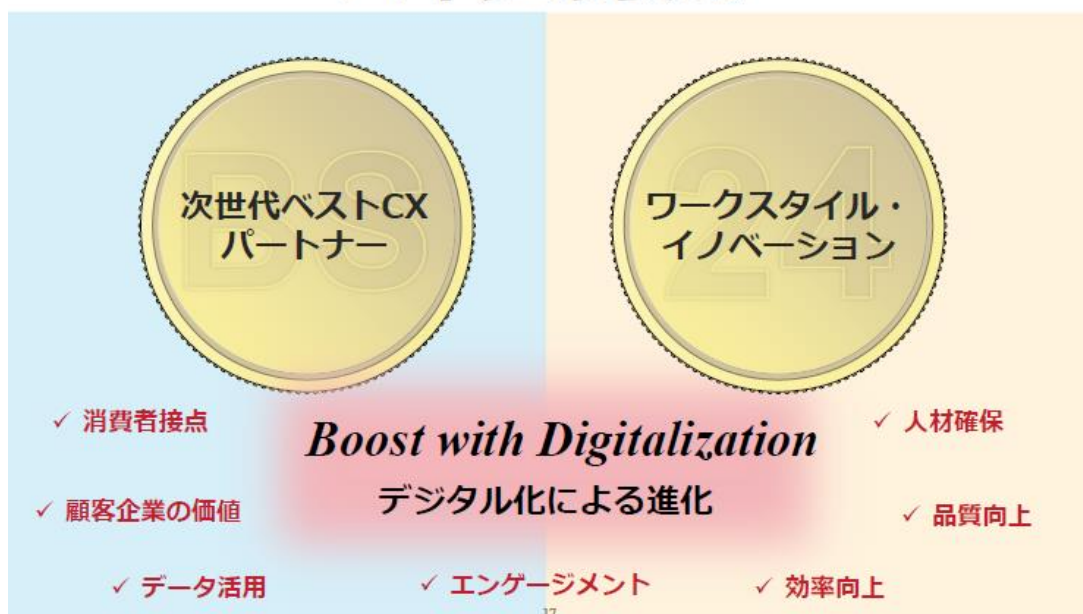 BS
次世代ベストCX
パートナー
24
ワークスタイル・
イノベーション
✓ 消費者接点
Boost with Digitalization
✓ 人材確保
✓ 顧客企業の価値
デジタル化による進化
✓ 品質向上
✓ データ活用
✓ エンゲージメント
✓ 効率向上